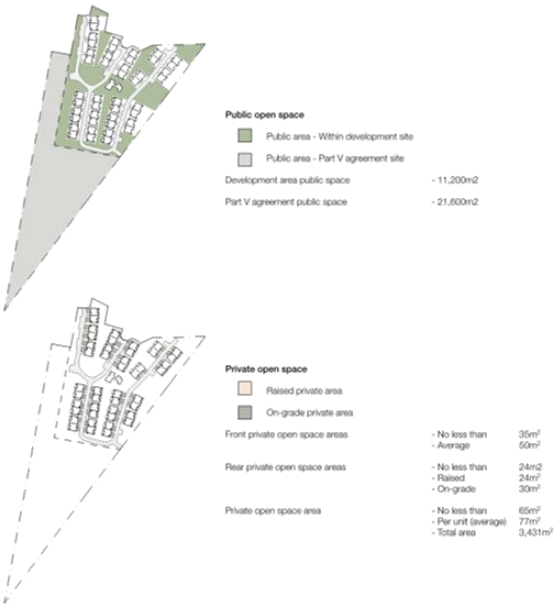 Public open space
Public area - Within development site
Public area - Part V agreement site
Development area public space - 11,200m2
Part V agreement public space - 21,600m2
Private open space
Raised private area
On-grade private area
Front private open space areas - No less than 35m²
- Average 50m²
Rear private open space areas - No less than 24m2
- Raised 24m²
- On-grade 30m²
Private open space area - No less than 65m²
- Per unit (average) 77m²
- Total area 3,431m²